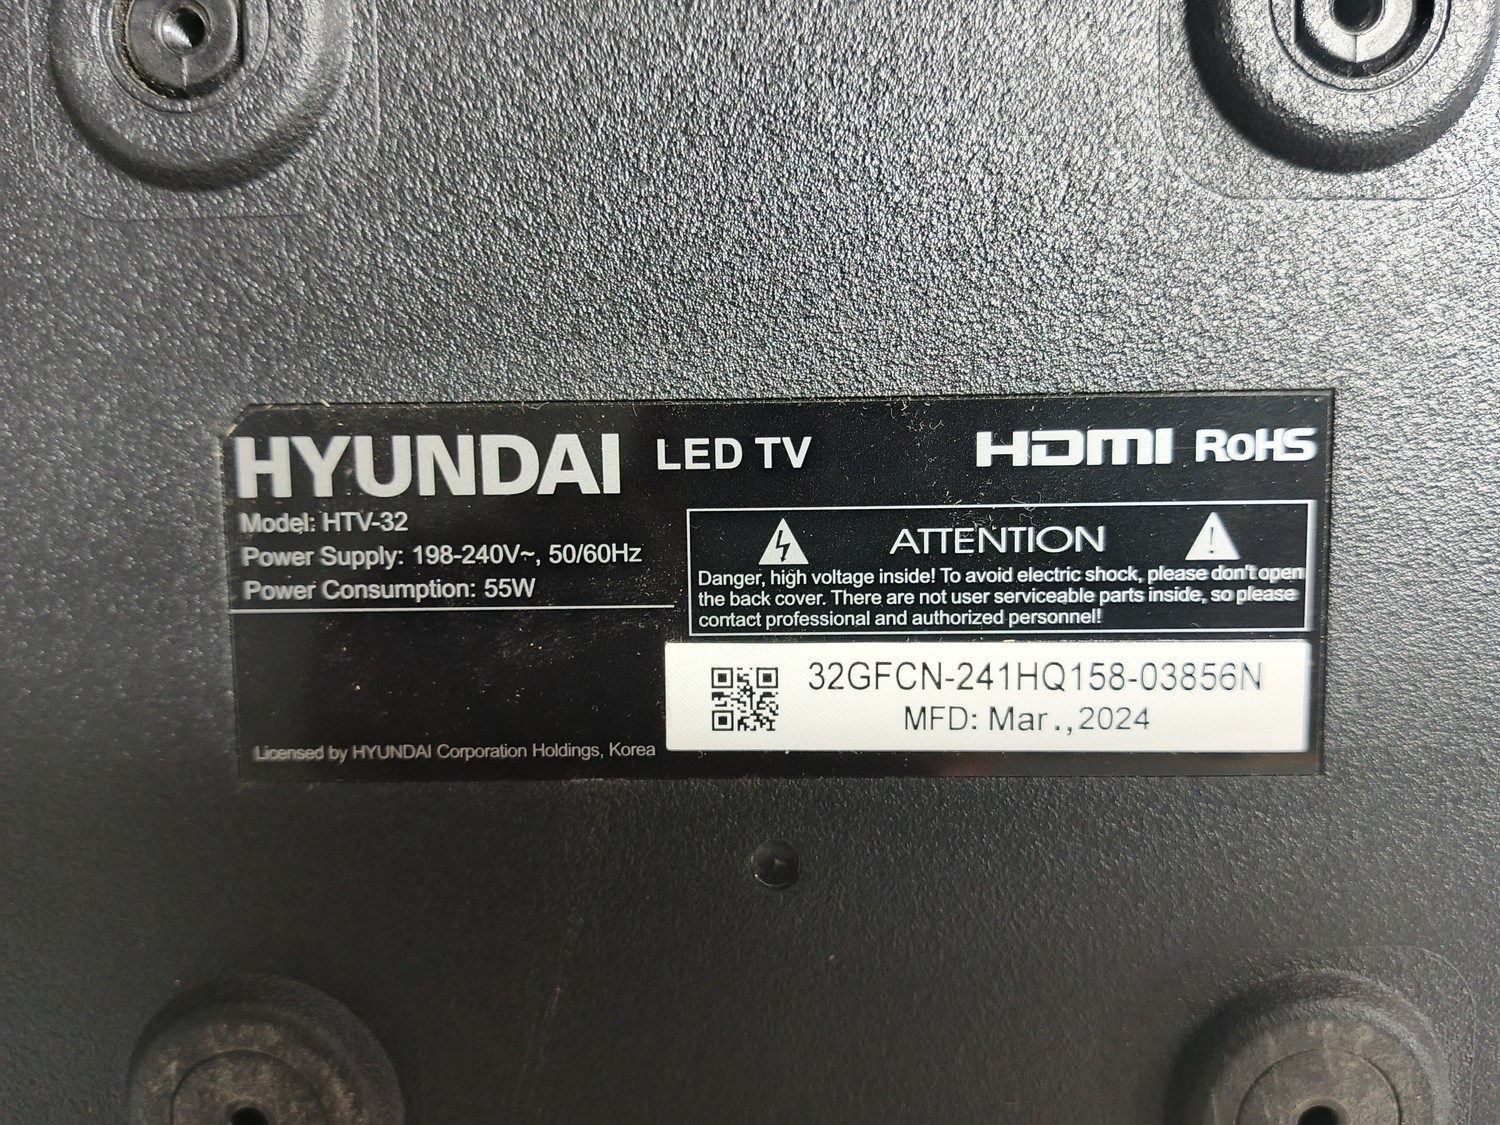 HYUNDAI LED TV
HDMI RoHS
Model: HTV-32
Power Supply: 198-240V~, 50/60Hz
Power Consumption: 55W
ATTENTION
Danger, high voltage inside! To avoid electric shock, please don't open
the back cover. There are not user serviceable parts inside, so please
contact professional and authorized personnel!
32GFCN-241HQ158-03856N
MFD: Mar.,2024
Licensed by HYUNDAI Corporation Holdings, Korea